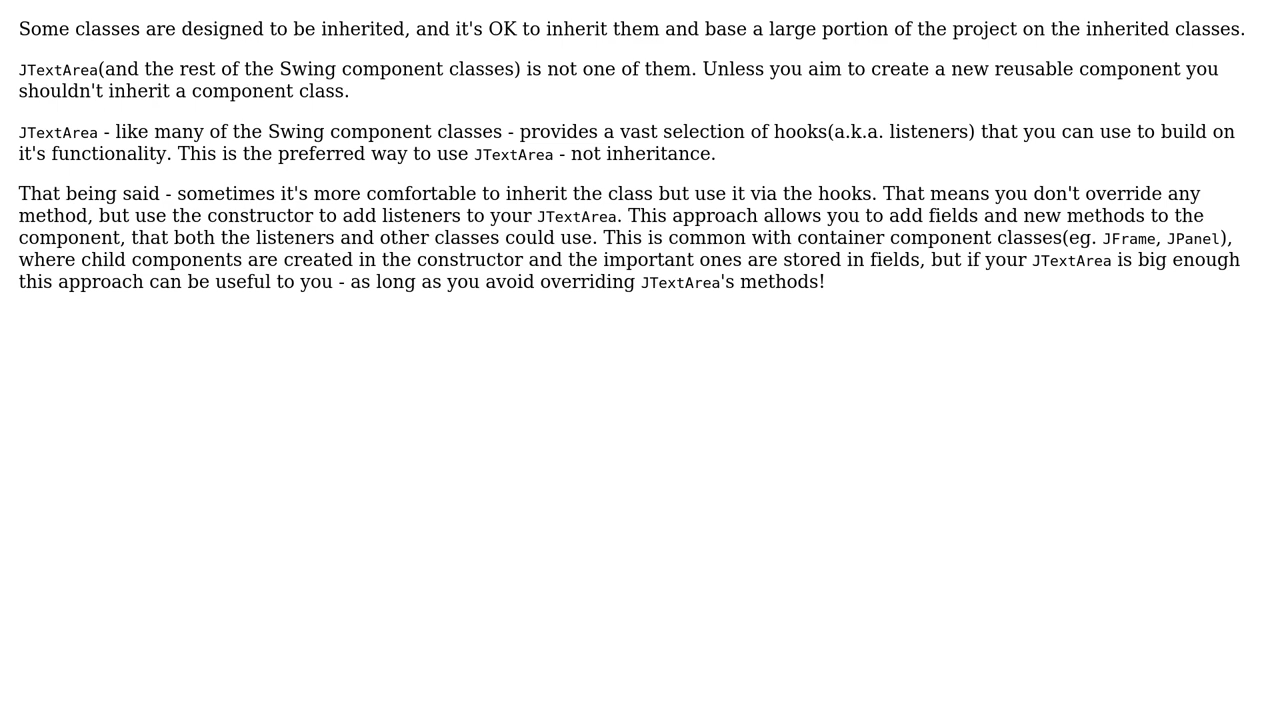 Some classes are designed to be inherited, and it's OK to inherit them and base a large portion of the project on the inherited classes.
JTextArea(and the rest of the Swing component classes) is not one of them. Unless you aim to create a new reusable component you
shouldn't inherit a component class.
JTextArea - like many of the Swing component classes - provides a vast selection of hooks(a.k.a. listeners) that you can use to build on
it's functionality. This is the preferred way to use JTextArea - not inheritance.
That being said - sometimes it's more comfortable to inherit the class but use it via the hooks. That means you don't override any
method, but use the constructor to add listeners to your JTextArea. This approach allows you to add fields and new methods to the
component, that both the listeners and other classes could use. This is common with container component classes(eg. JFrame, JPanel),
where child components are created in the constructor and the important ones are stored in fields, but if your JTextArea is big enough
this approach can be useful to you - as long as you avoid overriding JTextArea's methods!